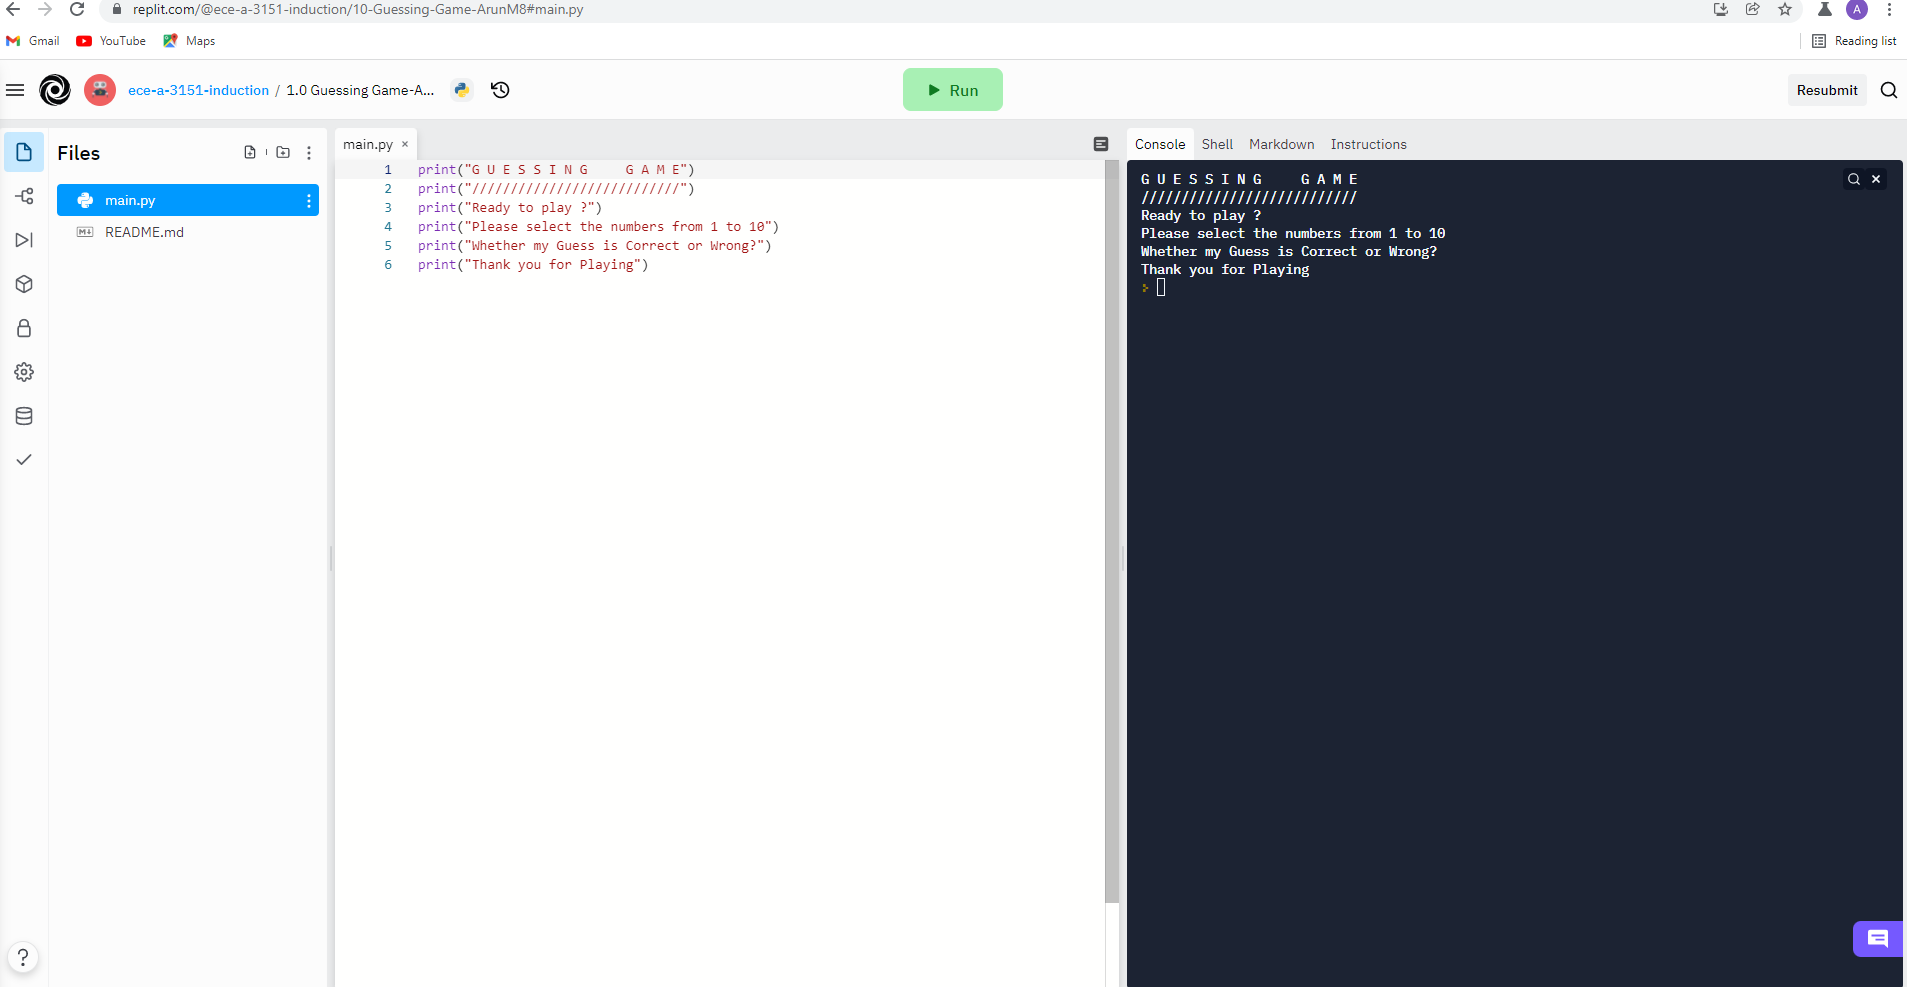 replit.com/@ece-a-3151-induction/10-Guessing-Game-ArunM8#main.py
A
Gmail YouTube Maps
Reading list
ece-a-3151-induction / 1.0 Guessing Game-A...
Run
Resubmit
Files
main.py
README.md
main.py ×
1 print("G U E S S I N G     G A M E")
2 print("///////////////////////////")
3 print("Ready to play ?")
4 print("Please select the numbers from 1 to 10")
5 print("Whether my Guess is Correct or Wrong?")
6 print("Thank you for Playing")
Console Shell Markdown Instructions
G U E S S I N G     G A M E
///////////////////////////
Ready to play ?
Please select the numbers from 1 to 10
Whether my Guess is Correct or Wrong?
Thank you for Playing
?